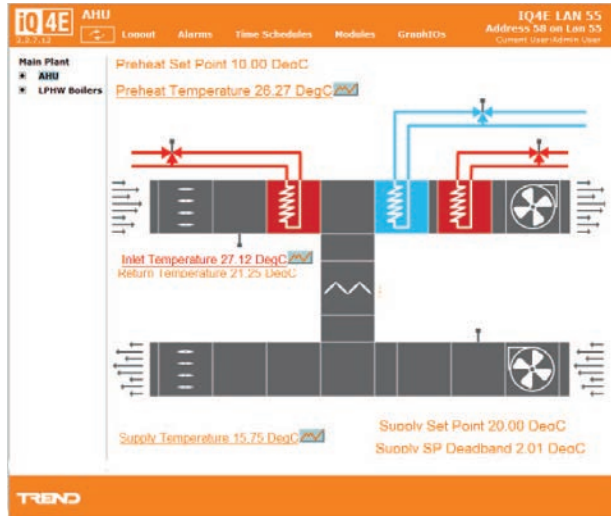 iQ 4E
2.3.7.12
AHU
Logout Alarms Time Schedules Modules GraphIQs
IQ4E LAN 55
Address 58 on Lan 55
Current User:Admin User
Main Plant
AHU
LPHW Boilers
Preheat Set Point 10.00 DegC
Preheat Temperature 26.27 DegC
Inlet Temperature 27.12 DegC
Return Temperature 21.25 DegC
Supply Set Point 20.00 DegC
Supply Temperature 15.75 DegC
Supply SP Deadband 2.01 DegC
TREND